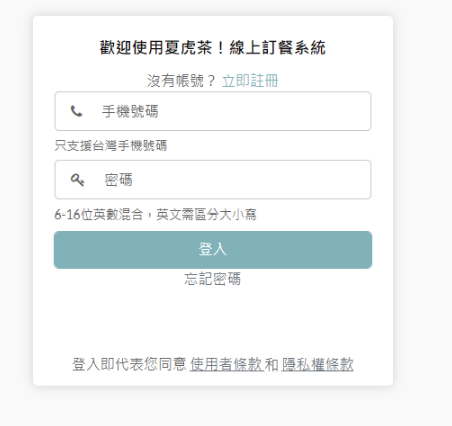 歡迎使用夏虎茶！線上訂餐系統
沒有帳號？ 立即註冊
手機號碼
只支援台灣手機號碼
密碼
6-16位英數混合，英文需區分大小寫
登入
忘記密碼
登入即代表您同意 使用者條款 和 隱私權條款